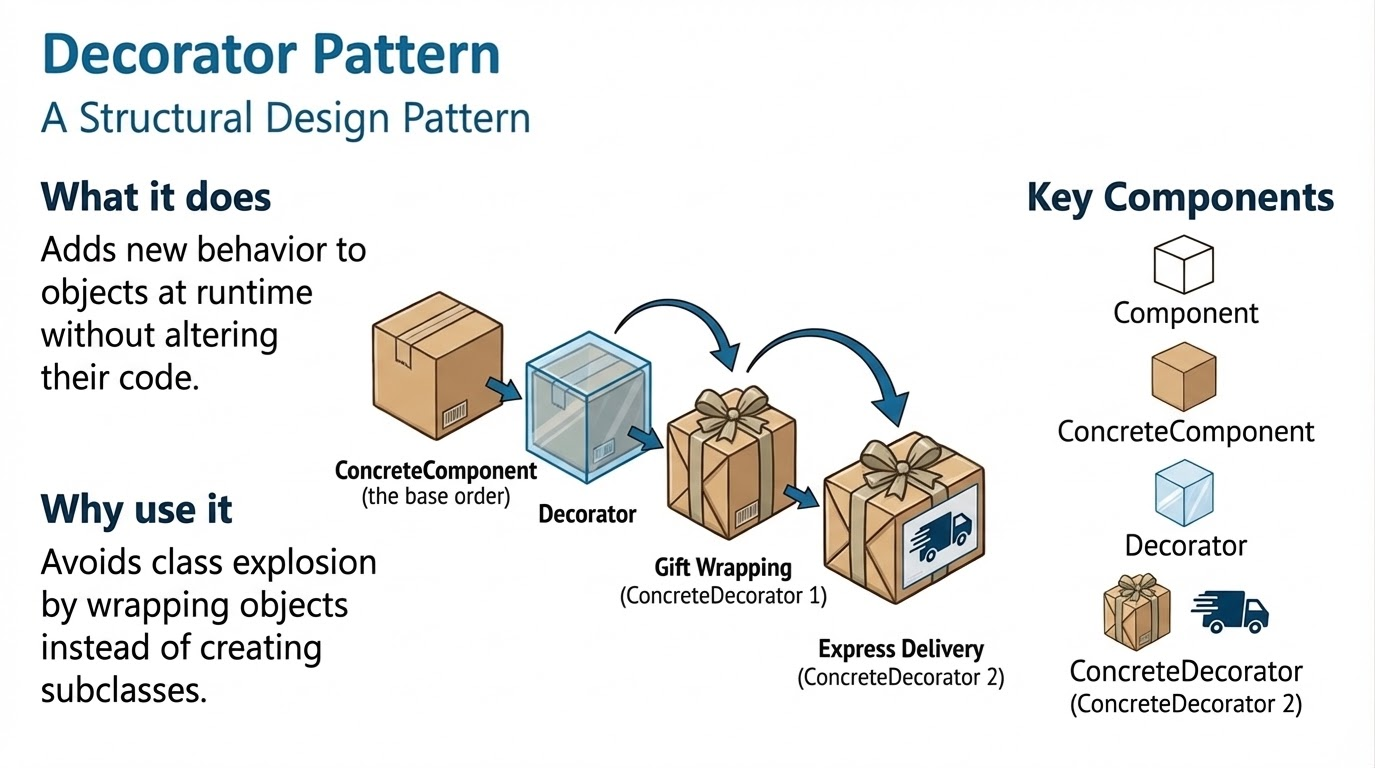 Decorator Pattern
A Structural Design Pattern
What it does
Adds new behavior to
objects at runtime
without altering
their code.
Why use it
Avoids class explosion
by wrapping objects
instead of creating
subclasses.
ConcreteComponent
(the base order)
Decorator
Gift Wrapping
(ConcreteDecorator 1)
Express Delivery
(ConcreteDecorator 2)
Key Components
Component
ConcreteComponent
Decorator
ConcreteDecorator
(ConcreteDecorator 2)